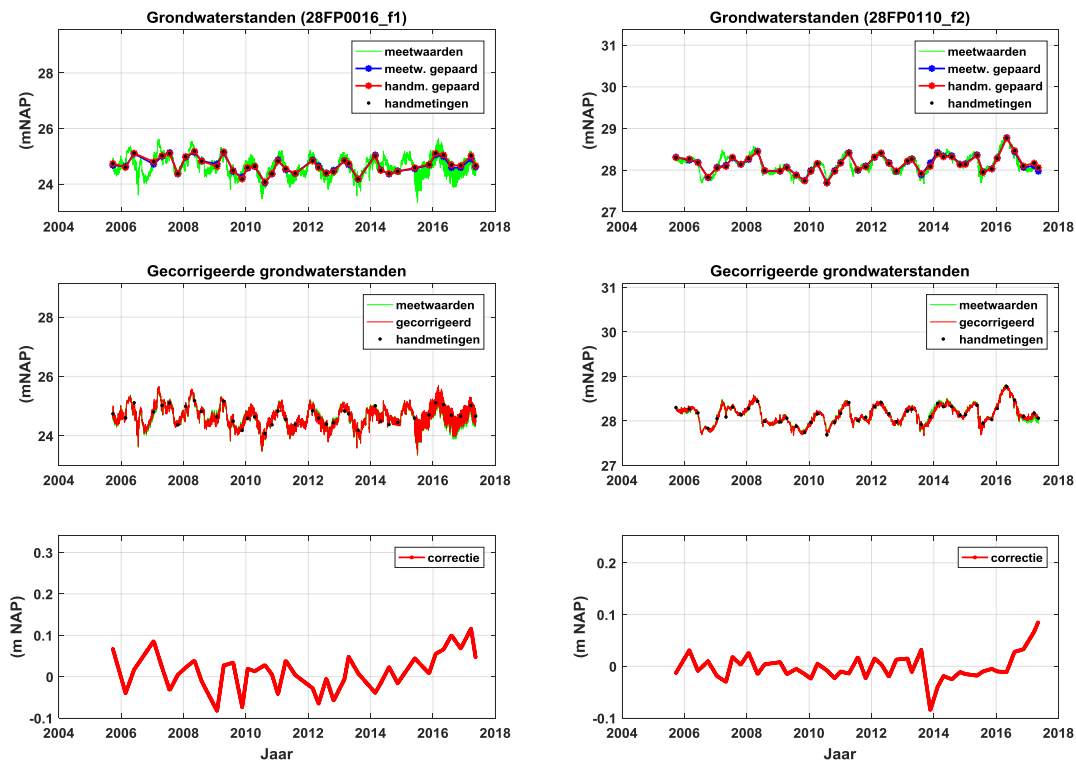 Grondwaterstanden (28FP0016_f1)
(mNAP)
28
26
24
meetwaarden
meetw. gepaard
handm. gepaard
handmetingen
2004 2006 2008 2010 2012 2014 2016 2018
Grondwaterstanden (28FP0110_f2)
(mNAP)
31
30
29
28
27
meetwaarden
meetw. gepaard
handm. gepaard
handmetingen
2004 2006 2008 2010 2012 2014 2016 2018
Gecorrigeerde grondwaterstanden
(mNAP)
28
26
24
meetwaarden
gecorrigeerd
handmetingen
2004 2006 2008 2010 2012 2014 2016 2018
Gecorrigeerde grondwaterstanden
(mNAP)
31
30
29
28
27
meetwaarden
gecorrigeerd
handmetingen
2004 2006 2008 2010 2012 2014 2016 2018
(m NAP)
0.3
0.2
0.1
0
-0.1
correctie
2004 2006 2008 2010 2012 2014 2016 2018
Jaar
(m NAP)
0.2
0.1
0
-0.1
correctie
2004 2006 2008 2010 2012 2014 2016 2018
Jaar